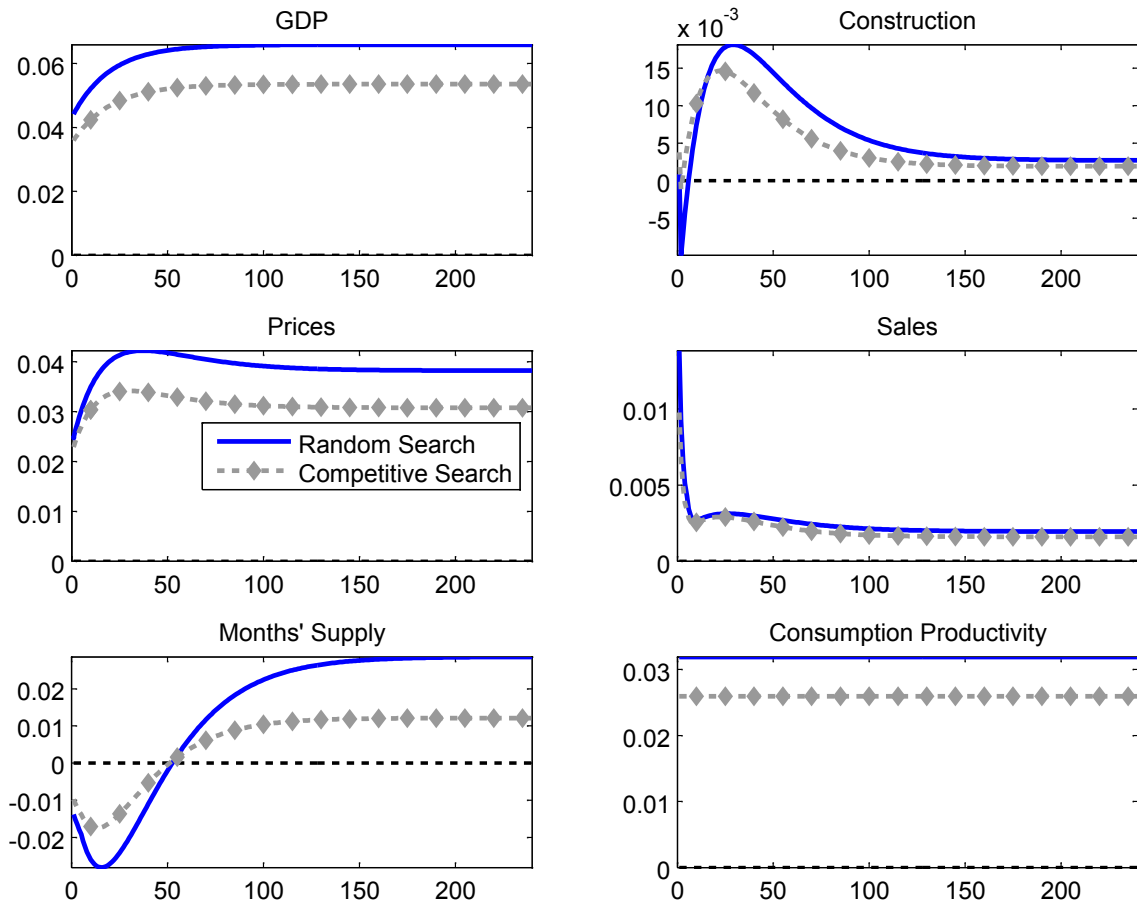 GDP
0.06
0.04
0.02
0
0 50 100 150 200
Construction
x 10^-3
15
10
5
0
-5
0 50 100 150 200
Prices
0.04
0.03
0.02
0.01
0
0 50 100 150 200
Random Search
Competitive Search
Sales
0.01
0.005
0
0 50 100 150 200
Months' Supply
0.02
0.01
0
-0.01
-0.02
0 50 100 150 200
Consumption Productivity
0.03
0.02
0.01
0
0 50 100 150 200